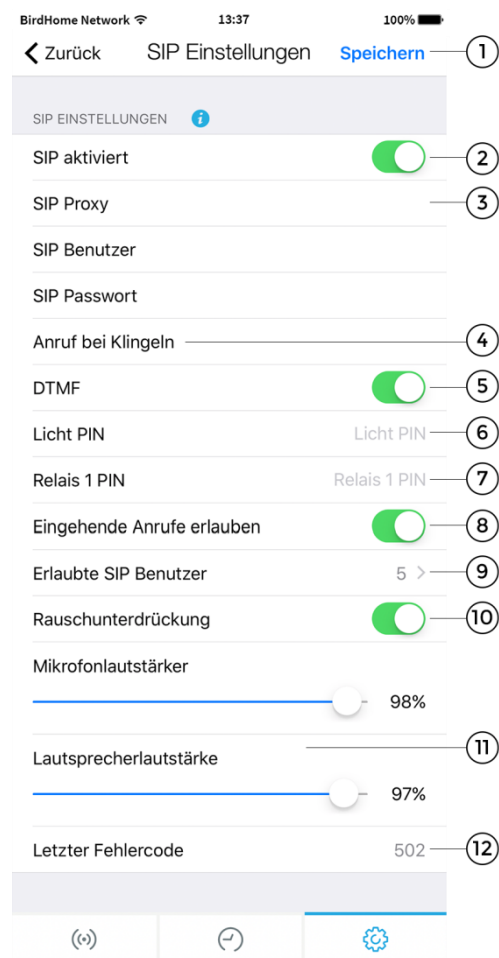 BirdHome Network 13:37 100%
Zurück SIP Einstellungen Speichern 1
SIP EINSTELLUNGEN i
SIP aktiviert 2
SIP Proxy 3
SIP Benutzer
SIP Passwort
Anruf bei Klingeln 4
DTMF 5
Licht PIN Licht PIN 6
Relais 1 PIN Relais 1 PIN 7
Eingehende Anrufe erlauben 8
Erlaubte SIP Benutzer 5 > 9
Rauschunterdrückung 10
Mikrofonlautstärker
98%
11
Lautsprecherlautstärke
97%
Letzter Fehlercode 502 12